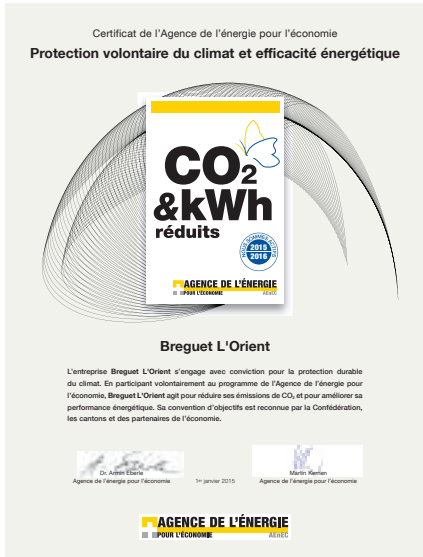 Certificat de l'Agence de l'énergie pour l'économie
Protection volontaire du climat et efficacité énergétique
CO2
&kWh
réduits
NOUS SOMMES ACTIFS
2015
2016
AGENCE DE L'ÉNERGIE
POUR L'ÉCONOMIE AEnEC
Breguet L'Orient
L'entreprise Breguet L'Orient s'engage avec conviction pour la protection durable
du climat. En participant volontairement au programme de l'Agence de l'énergie pour
l'économie, Breguet L'Orient agit pour réduire ses émissions de CO₂ et pour améliorer sa
performance énergétique. Sa convention d'objectifs est reconnue par la Confédération,
les cantons et des partenaires de l'économie.
Dr. Armin Eberle Martin Kernen
Agence de l'énergie pour l'économie 1er janvier 2015 Agence de l'énergie pour l'économie
AGENCE DE L'ÉNERGIE
POUR L'ÉCONOMIE AEnEC